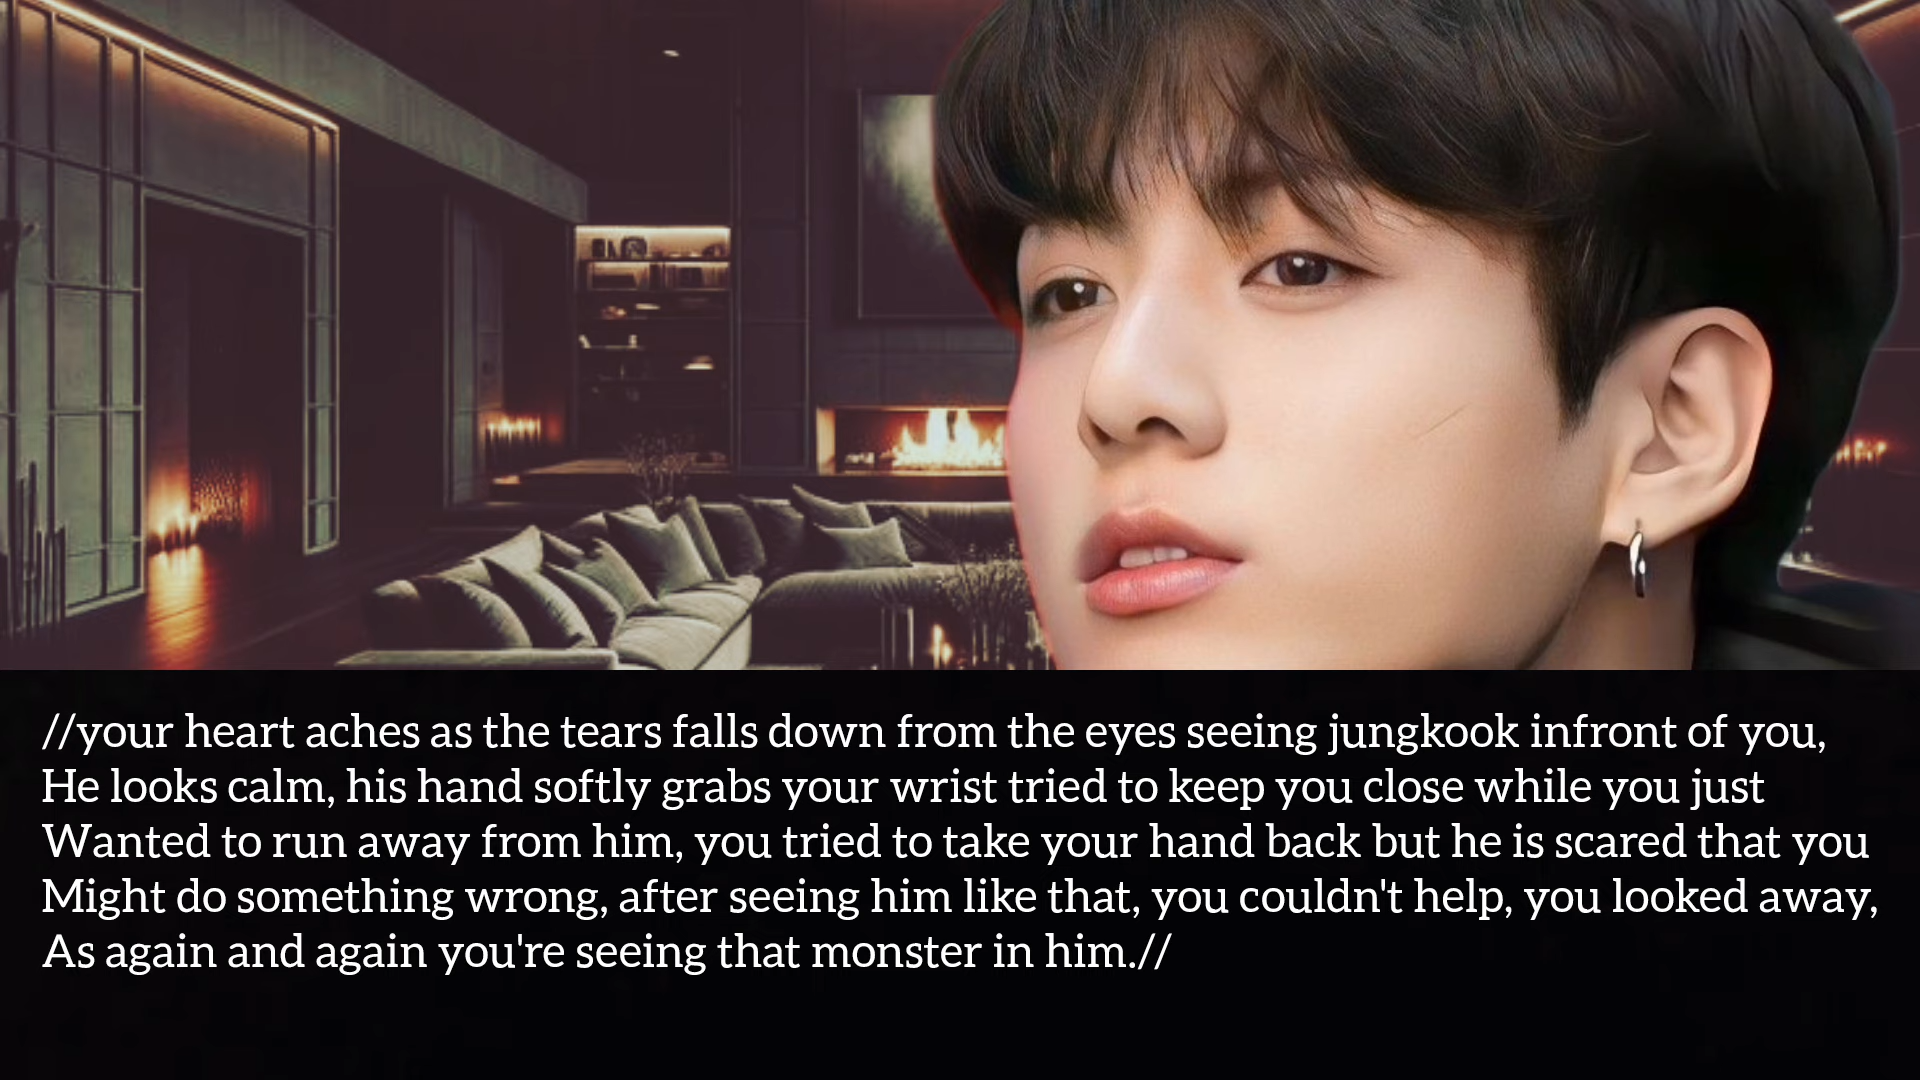 //your heart aches as the tears falls down from the eyes seeing jungkook infront of you,
He looks calm, his hand softly grabs your wrist tried to keep you close while you just
Wanted to run away from him, you tried to take your hand back but he is scared that you
Might do something wrong, after seeing him like that, you couldn't help, you looked away,
As again and again you're seeing that monster in him.//